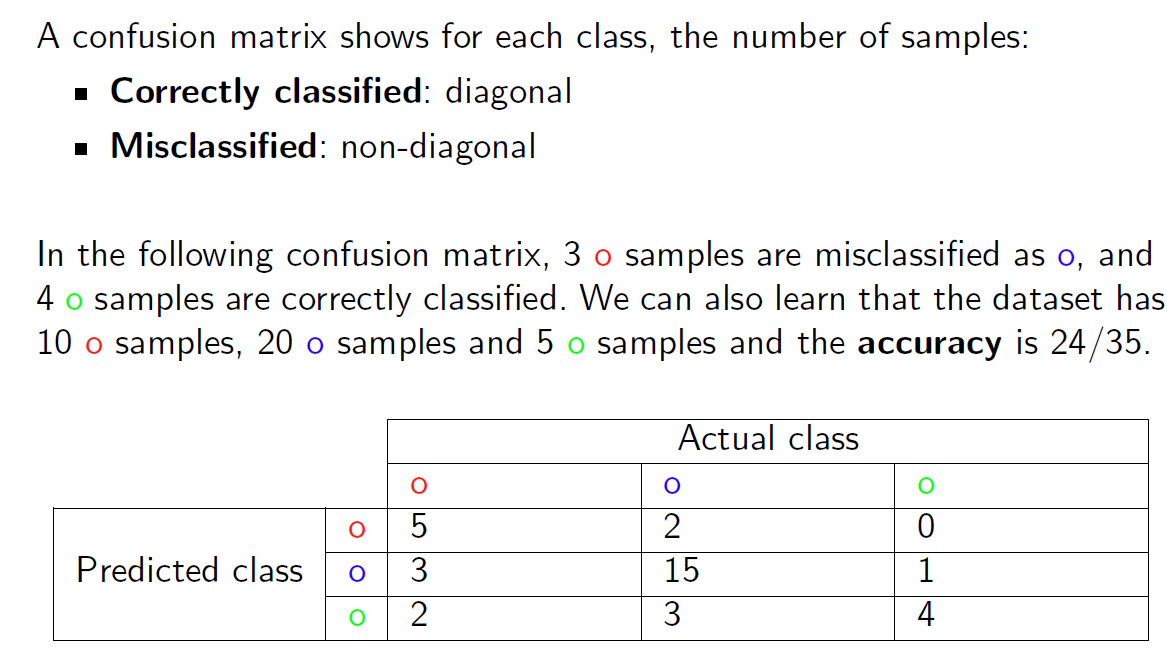 A confusion matrix shows for each class, the number of samples:
▪ Correctly classified: diagonal
▪ Misclassified: non-diagonal
In the following confusion matrix, 3 o samples are misclassified as o, and
4 o samples are correctly classified. We can also learn that the dataset has
10 o samples, 20 o samples and 5 o samples and the accuracy is 24/35.
Actual class
o o o
o 5 2 0
Predicted class o 3 15 1
o 2 3 4